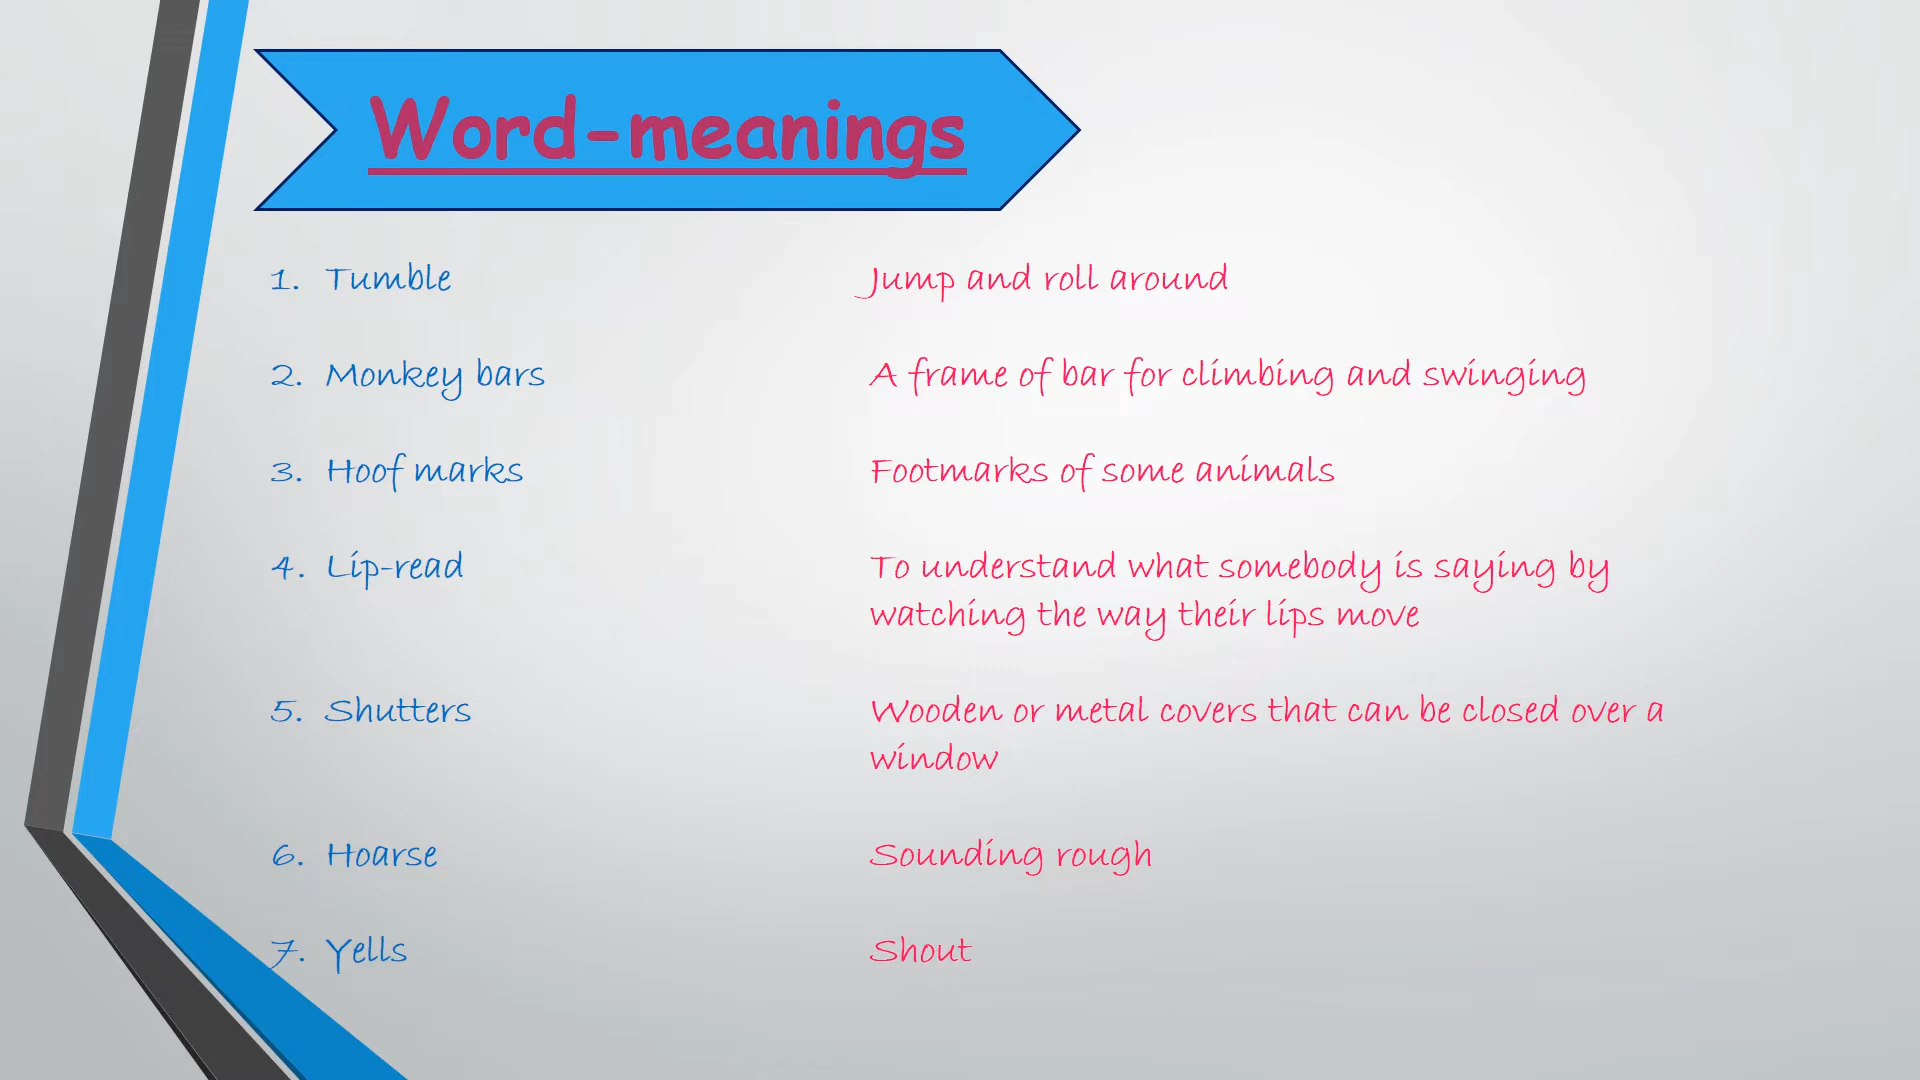 Word-meanings
1. Tumble Jump and roll around
2. Monkey bars A frame of bar for climbing and swinging
3. Hoof marks Footmarks of some animals
4. Lip-read To understand what somebody is saying by
watching the way their lips move
5. Shutters Wooden or metal covers that can be closed over a
window
6. Hoarse Sounding rough
7. Yells Shout